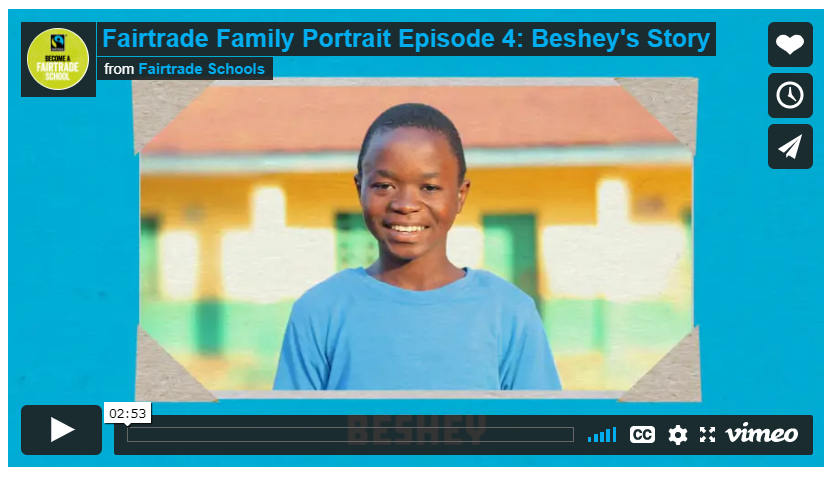 Fairtrade Family Portrait Episode 4: Beshey's Story
BECOME A
FAIRTRADE
SCHOOL
from Fairtrade Schools
02:53
BESHEY
CC
vimeo